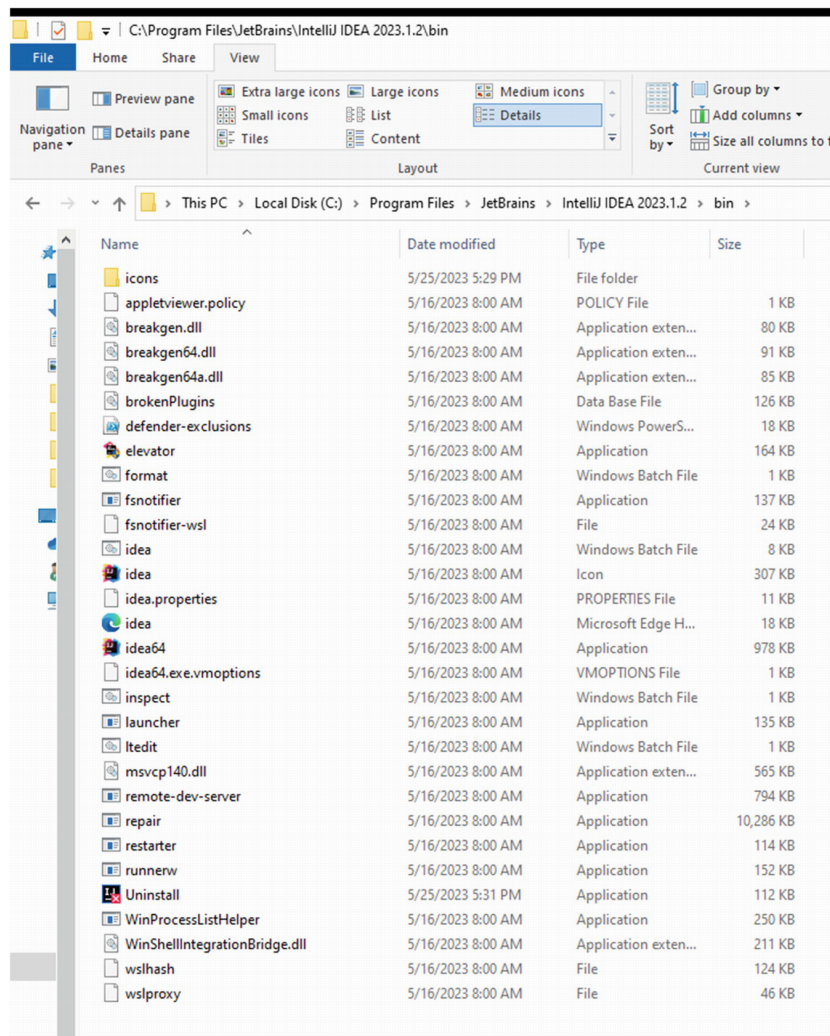 C:\Program Files\JetBrains\IntelliJ IDEA 2023.1.2\bin
File Home Share View
Navigation pane
Preview pane
Details pane
Panes
Extra large icons Large icons Medium icons
Small icons List Details
Tiles Content
Layout
Sort by
Group by
Add columns
Size all columns to
Current view
This PC > Local Disk (C:) > Program Files > JetBrains > IntelliJ IDEA 2023.1.2 > bin >
Name Date modified Type Size
icons 5/25/2023 5:29 PM File folder
appletviewer.policy 5/16/2023 8:00 AM POLICY File 1 KB
breakgen.dll 5/16/2023 8:00 AM Application exten... 80 KB
breakgen64.dll 5/16/2023 8:00 AM Application exten... 91 KB
breakgen64a.dll 5/16/2023 8:00 AM Application exten... 85 KB
brokenPlugins 5/16/2023 8:00 AM Data Base File 126 KB
defender-exclusions 5/16/2023 8:00 AM Windows PowerS... 18 KB
elevator 5/16/2023 8:00 AM Application 164 KB
format 5/16/2023 8:00 AM Windows Batch File 1 KB
fsnotifier 5/16/2023 8:00 AM Application 137 KB
fsnotifier-wsl 5/16/2023 8:00 AM File 24 KB
idea 5/16/2023 8:00 AM Windows Batch File 8 KB
idea 5/16/2023 8:00 AM Icon 307 KB
idea.properties 5/16/2023 8:00 AM PROPERTIES File 11 KB
idea 5/16/2023 8:00 AM Microsoft Edge H... 18 KB
idea64 5/16/2023 8:00 AM Application 978 KB
idea64.exe.vmoptions 5/16/2023 8:00 AM VMOPTIONS File 1 KB
inspect 5/16/2023 8:00 AM Windows Batch File 1 KB
launcher 5/16/2023 8:00 AM Application 135 KB
ltedit 5/16/2023 8:00 AM Windows Batch File 1 KB
msvcp140.dll 5/16/2023 8:00 AM Application exten... 565 KB
remote-dev-server 5/16/2023 8:00 AM Application 794 KB
repair 5/16/2023 8:00 AM Application 10,286 KB
restarter 5/16/2023 8:00 AM Application 114 KB
runnerw 5/16/2023 8:00 AM Application 152 KB
Uninstall 5/25/2023 5:31 PM Application 112 KB
WinProcessListHelper 5/16/2023 8:00 AM Application 250 KB
WinShellIntegrationBridge.dll 5/16/2023 8:00 AM Application exten... 211 KB
wslhash 5/16/2023 8:00 AM File 124 KB
wslproxy 5/16/2023 8:00 AM File 46 KB